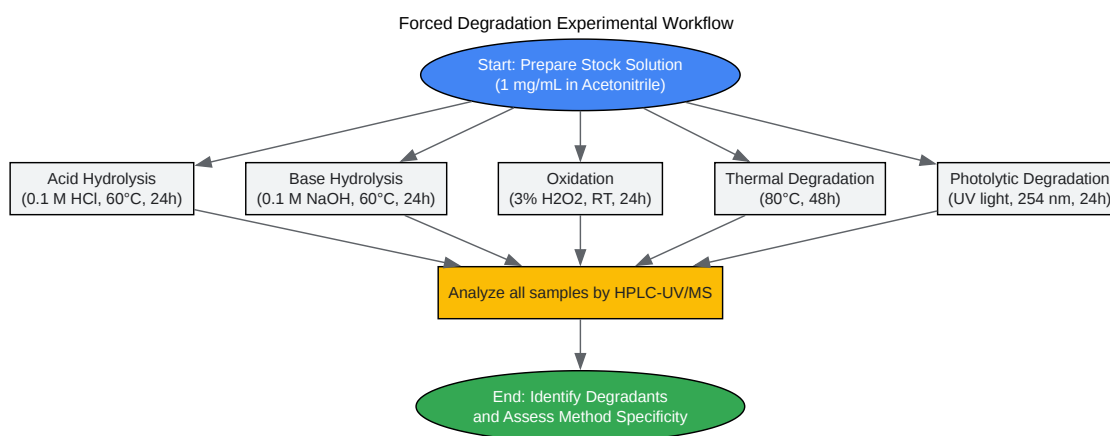 Forced Degradation Experimental Workflow
Start: Prepare Stock Solution
(1 mg/mL in Acetonitrile)
Acid Hydrolysis
(0.1 M HCl, 60°C, 24h)
Base Hydrolysis
(0.1 M NaOH, 60°C, 24h)
Oxidation
(3% H2O2, RT, 24h)
Thermal Degradation
(80°C, 48h)
Photolytic Degradation
(UV light, 254 nm, 24h)
Analyze all samples by HPLC-UV/MS
End: Identify Degradants
and Assess Method Specificity